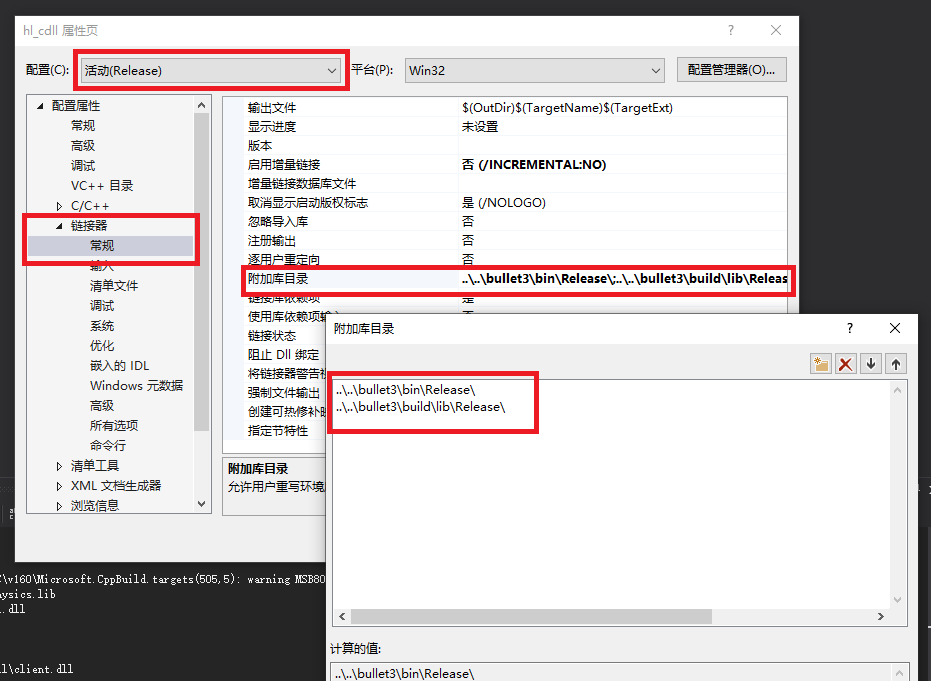 hl_cdll 属性页
?
配置(C):
活动(Release)
平台(P):
Win32
配置管理器(O)...
配置属性
常规
高级
调试
VC++ 目录
C/C++
链接器
常规
输入
清单文件
调试
系统
优化
嵌入的 IDL
Windows 元数据
高级
所有选项
命令行
清单工具
XML 文档生成器
浏览信息
输出文件 $(OutDir)$(TargetName)$(TargetExt)
显示进度 未设置
版本
启用增量链接 否 (/INCREMENTAL:NO)
增量链接数据库文件
取消显示启动版权标志 是 (/NOLOGO)
忽略导入库 否
注册输出 否
逐用户重定向 否
附加库目录 ..\..\bullet3\bin\Release\;..\..\bullet3\build\lib\Releas
链接库依赖项 是
使用库依赖项输
链接状态
阻止 Dll 绑定
将链接器警告视
强制文件输出
创建可热修补映
指定节特性
附加库目录
允许用户重写环境
附加库目录
?
..\..\bullet3\bin\Release\
..\..\bullet3\build\lib\Release\
计算的值:
..\..\bullet3\bin\Release\
\v160\Microsoft.CppBuild.targets(505,5): warning MSB80
ysics.lib
.dll
l\client.dll